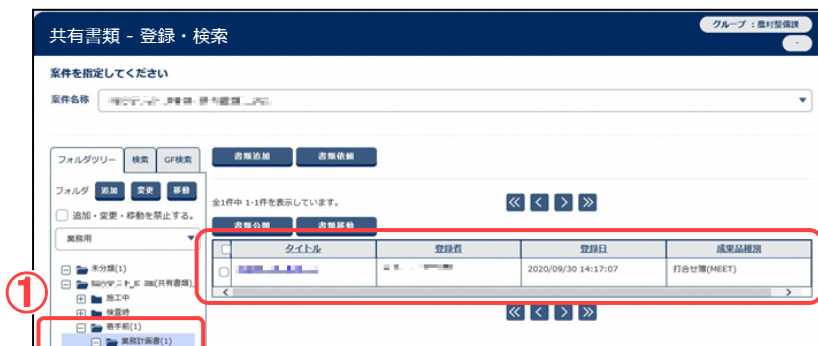 グループ：農村整備課
共有書類 - 登録・検索
-
案件を指定してください
案件名称
フォルダツリー 検索 GF検索
書類追加 書類依頼
フォルダ 追加 変更 移動
全1件中 1-1件を表示しています。
追加・変更・移動を禁止する。
書類公開 書類移動
業務用
タイトル 登録者 登録日 成果品種別
2020/09/30 14:17:07 打合せ簿(MEET)
未分類(1)
(共有書類)
①
施工中
検査時
着手前(1)
業務計画書(1)